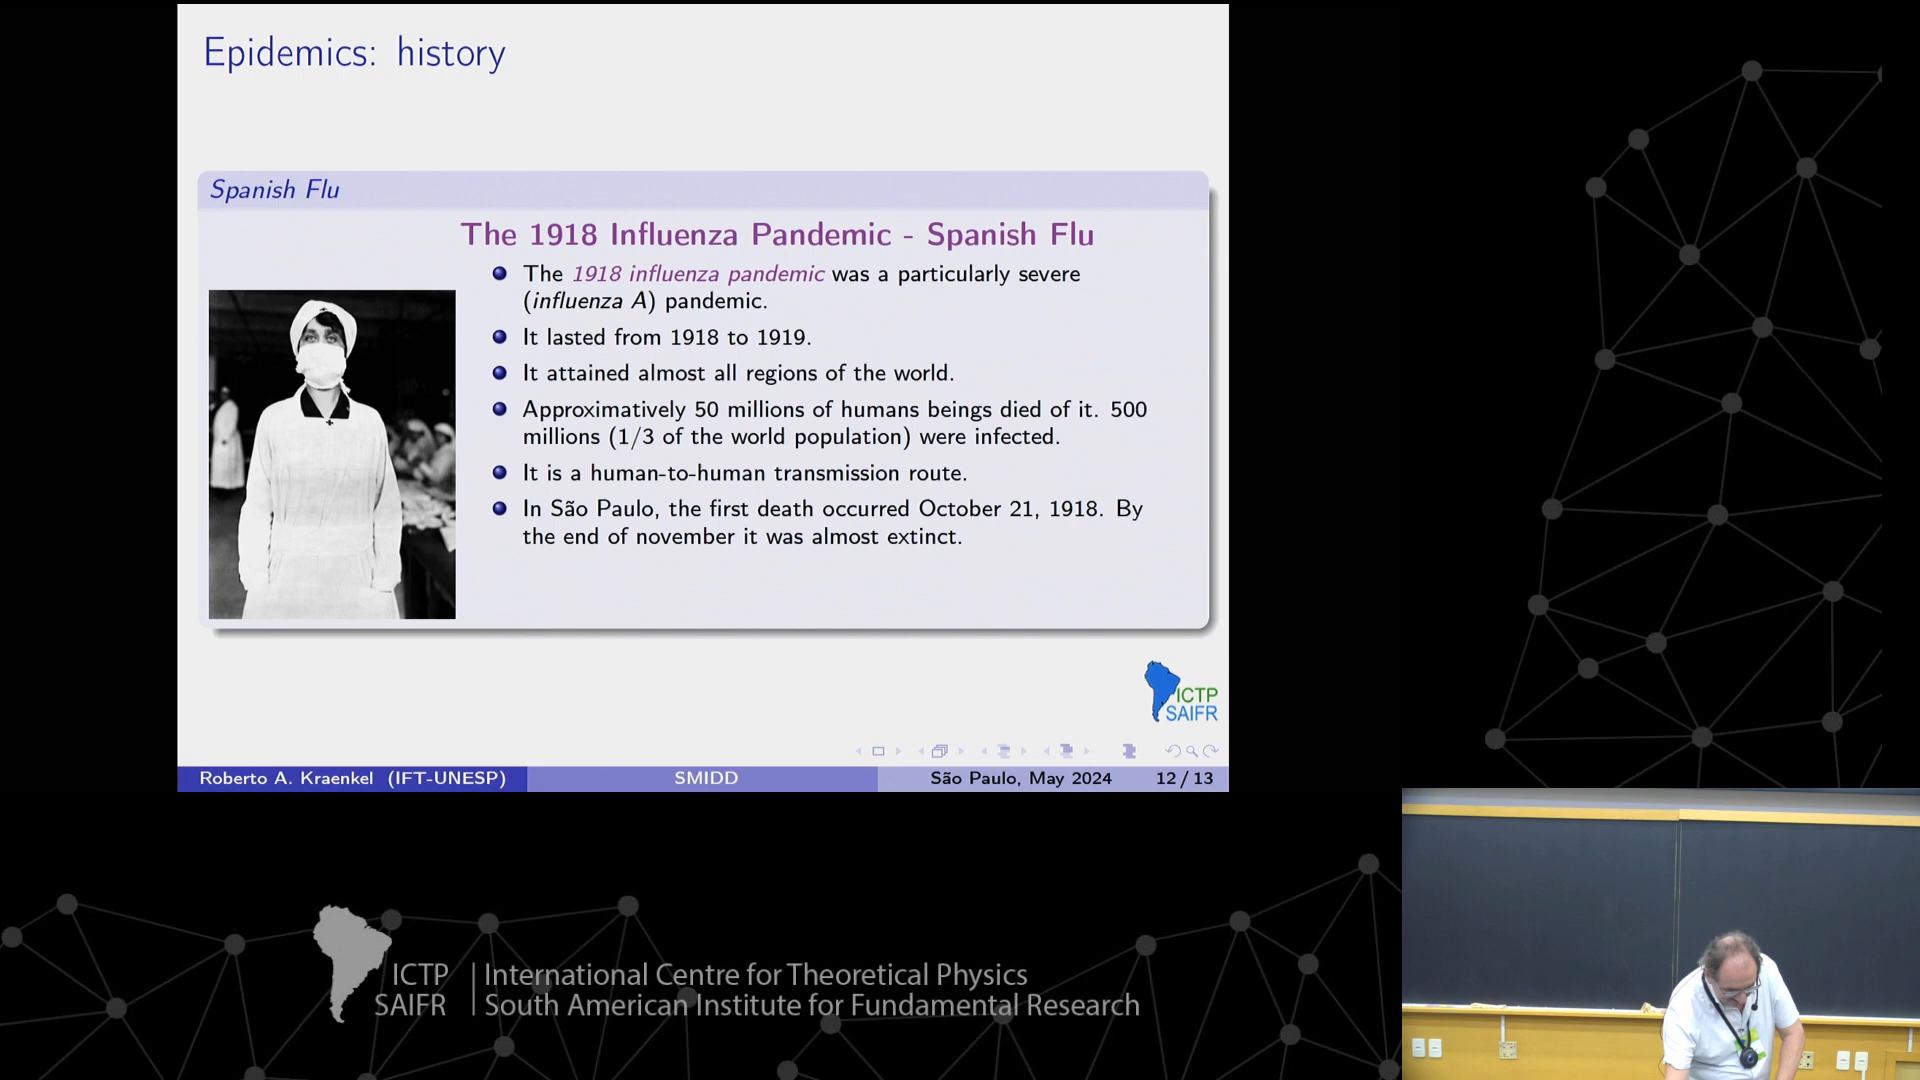 Epidemics: history
Spanish Flu
The 1918 Influenza Pandemic - Spanish Flu
The 1918 influenza pandemic was a particularly severe
(influenza A) pandemic.
It lasted from 1918 to 1919.
It attained almost all regions of the world.
Approximatively 50 millions of humans beings died of it. 500
millions (1/3 of the world population) were infected.
It is a human-to-human transmission route.
In São Paulo, the first death occurred October 21, 1918. By
the end of november it was almost extinct.
ICTP
SAIFR
Roberto A. Kraenkel (IFT-UNESP) SMIDD São Paulo, May 2024 12 / 13
ICTP | International Centre for Theoretical Physics
SAIFR | South American Institute for Fundamental Research